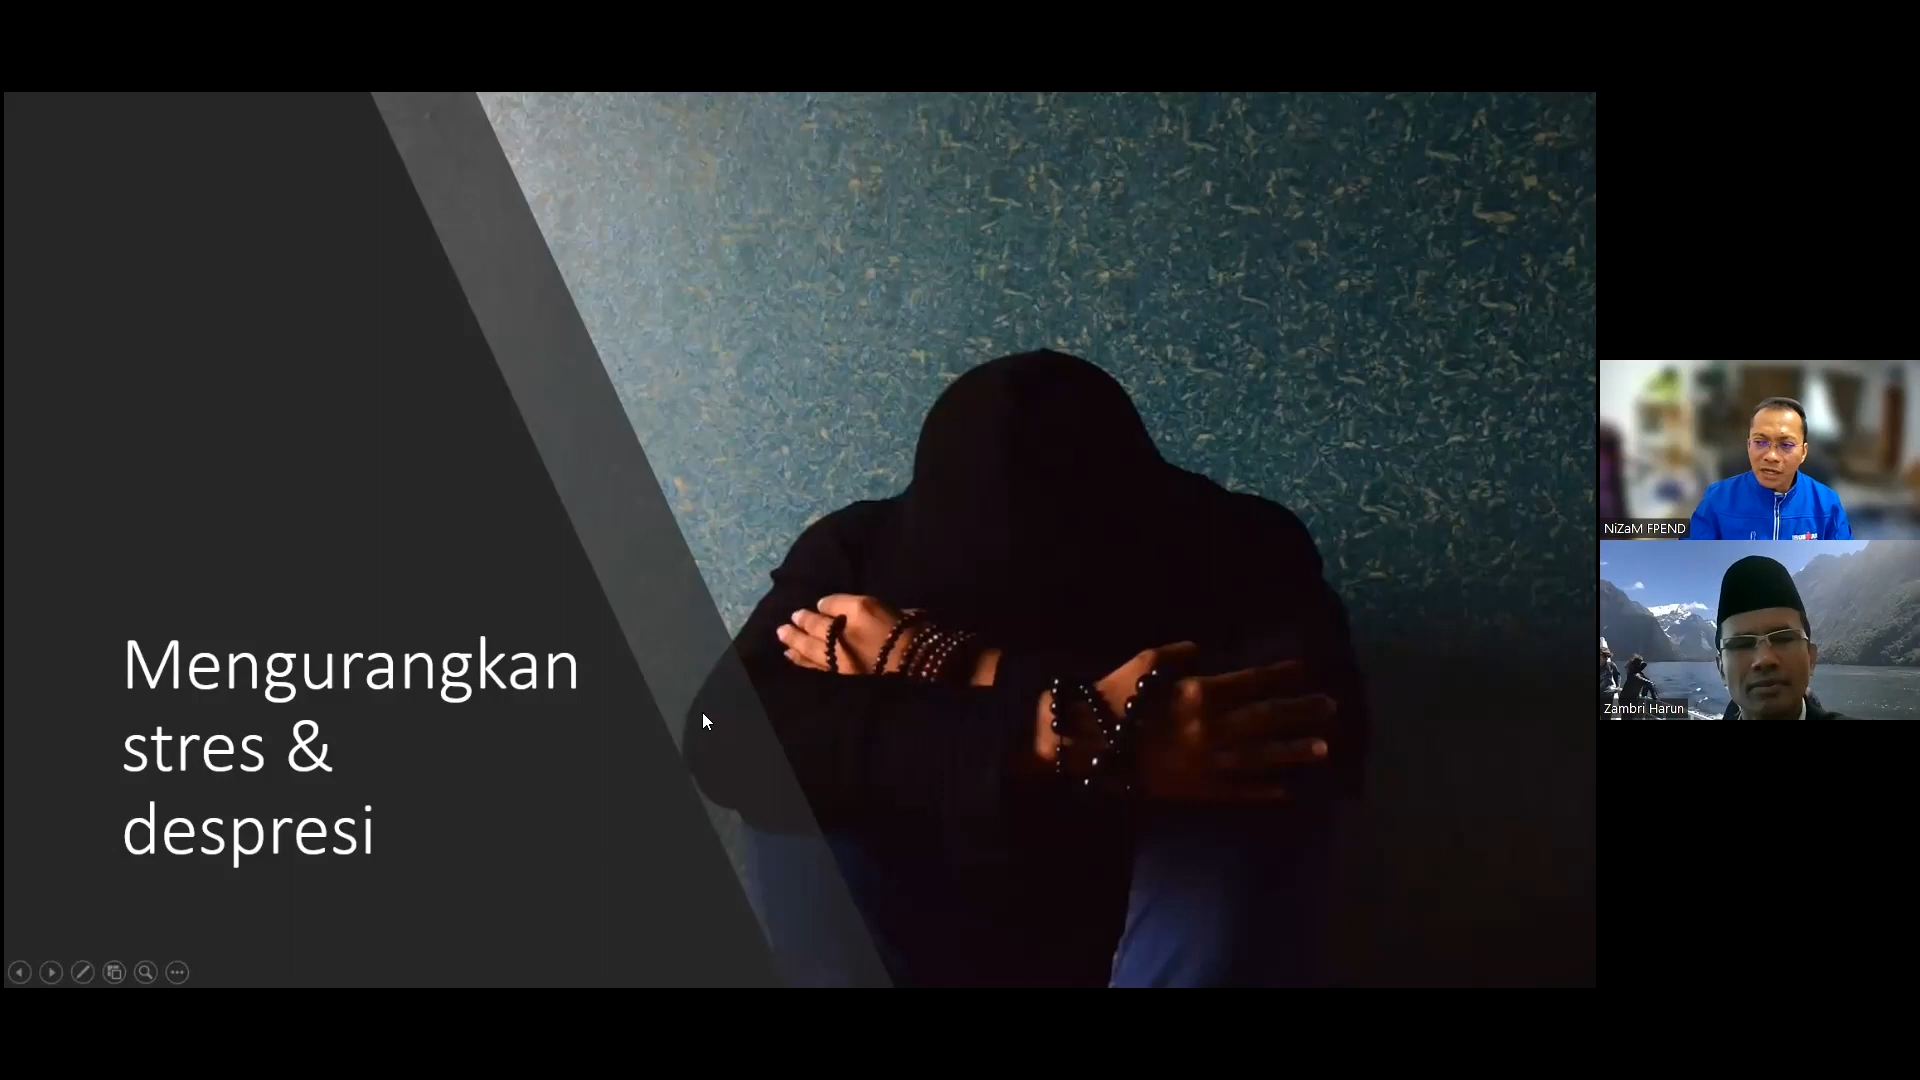 Mengurangkan
stres &
despresi
NiZaM FPEND
Zambri Harun